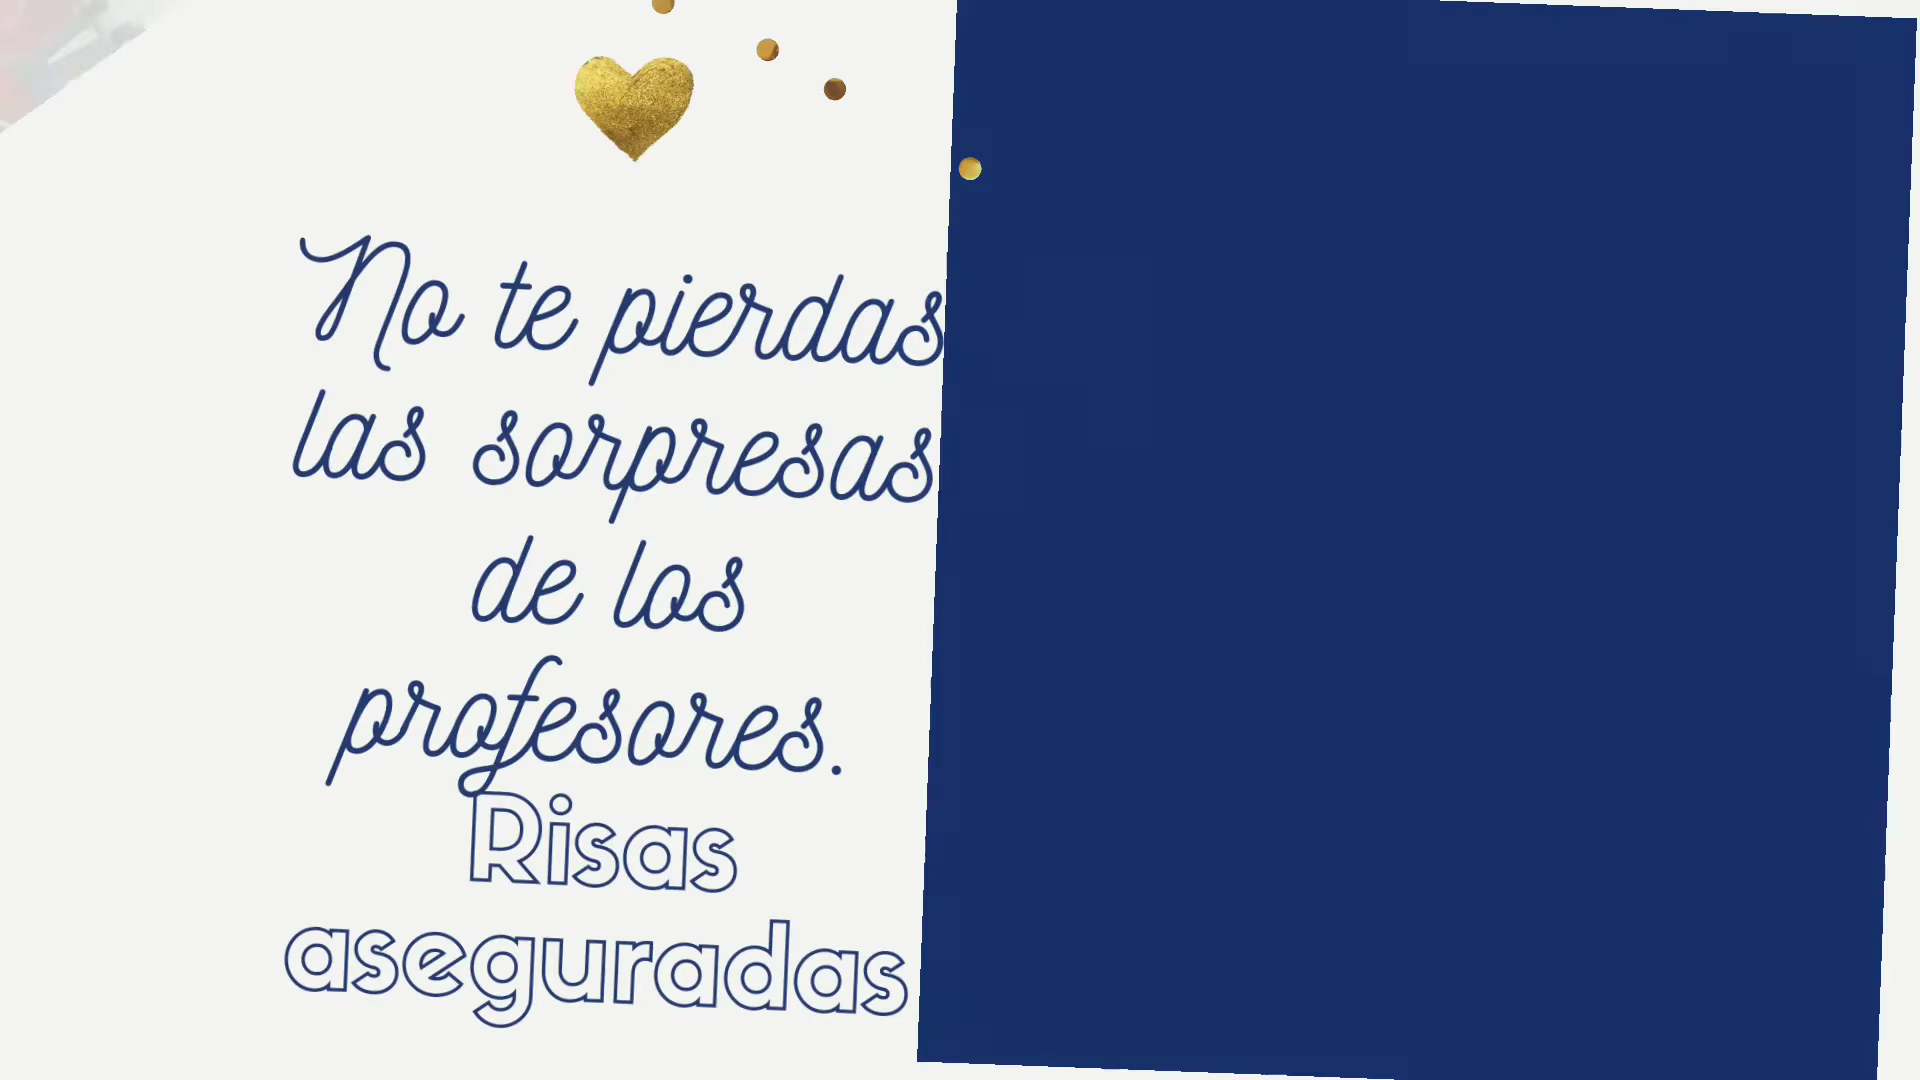 No te pierdas
las sorpresas
de los
profesores.
Risas
aseguradas